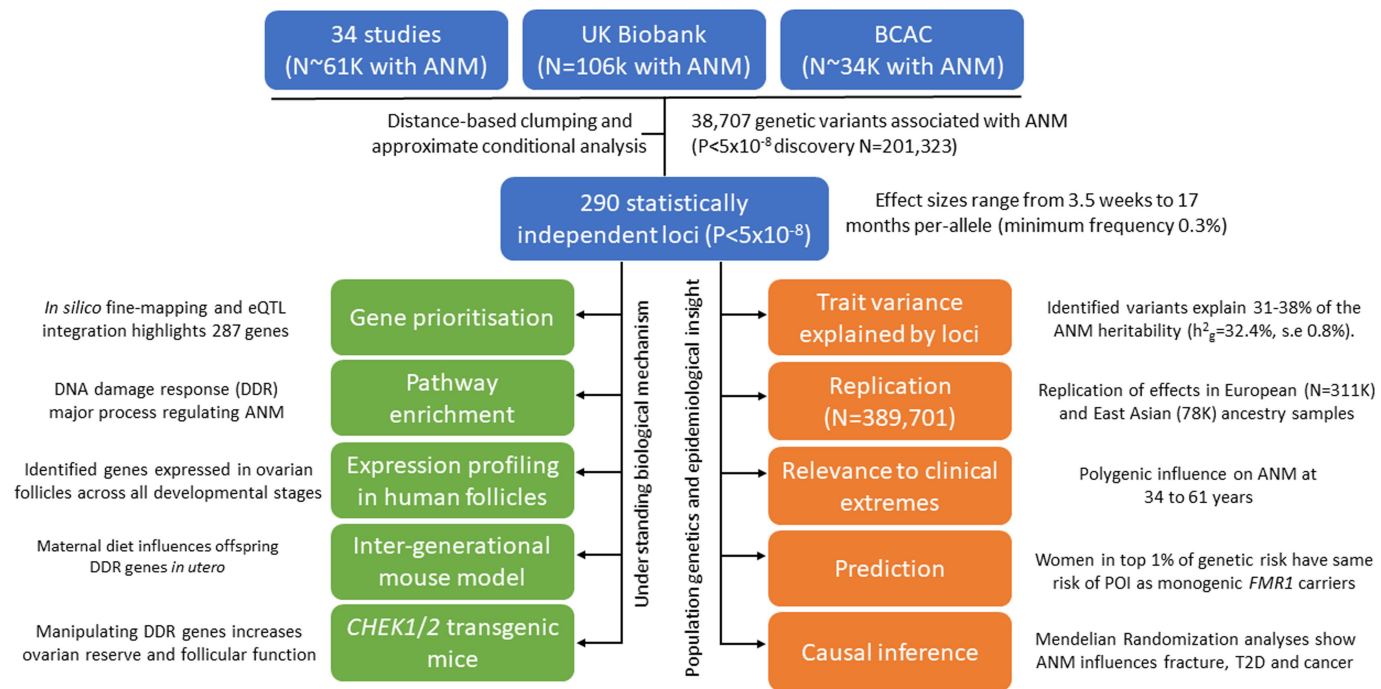 34 studies
(N~61K with ANM)
UK Biobank
(N=106k with ANM)
BCAC
(N~34K with ANM)
Distance-based clumping and
approximate conditional analysis
38,707 genetic variants associated with ANM
(P<5x10⁻⁸ discovery N=201,323)
290 statistically
independent loci (P<5x10⁻⁸)
Effect sizes range from 3.5 weeks to 17
months per-allele (minimum frequency 0.3%)
Understanding biological mechanism
In silico fine-mapping and eQTL
integration highlights 287 genes
Gene prioritisation
DNA damage response (DDR)
major process regulating ANM
Pathway
enrichment
Identified genes expressed in ovarian
follicles across all developmental stages
Expression profiling
in human follicles
Maternal diet influences offspring
DDR genes in utero
Inter-generational
mouse model
Manipulating DDR genes increases
ovarian reserve and follicular function
CHEK1/2 transgenic
mice
Population genetics and epidemiological insight
Trait variance
explained by loci
Identified variants explain 31-38% of the
ANM heritability (h²g=32.4%, s.e 0.8%).
Replication
(N=389,701)
Replication of effects in European (N=311K)
and East Asian (78K) ancestry samples
Relevance to clinical
extremes
Polygenic influence on ANM at
34 to 61 years
Prediction
Women in top 1% of genetic risk have same
risk of POI as monogenic FMR1 carriers
Causal inference
Mendelian Randomization analyses show
ANM influences fracture, T2D and cancer